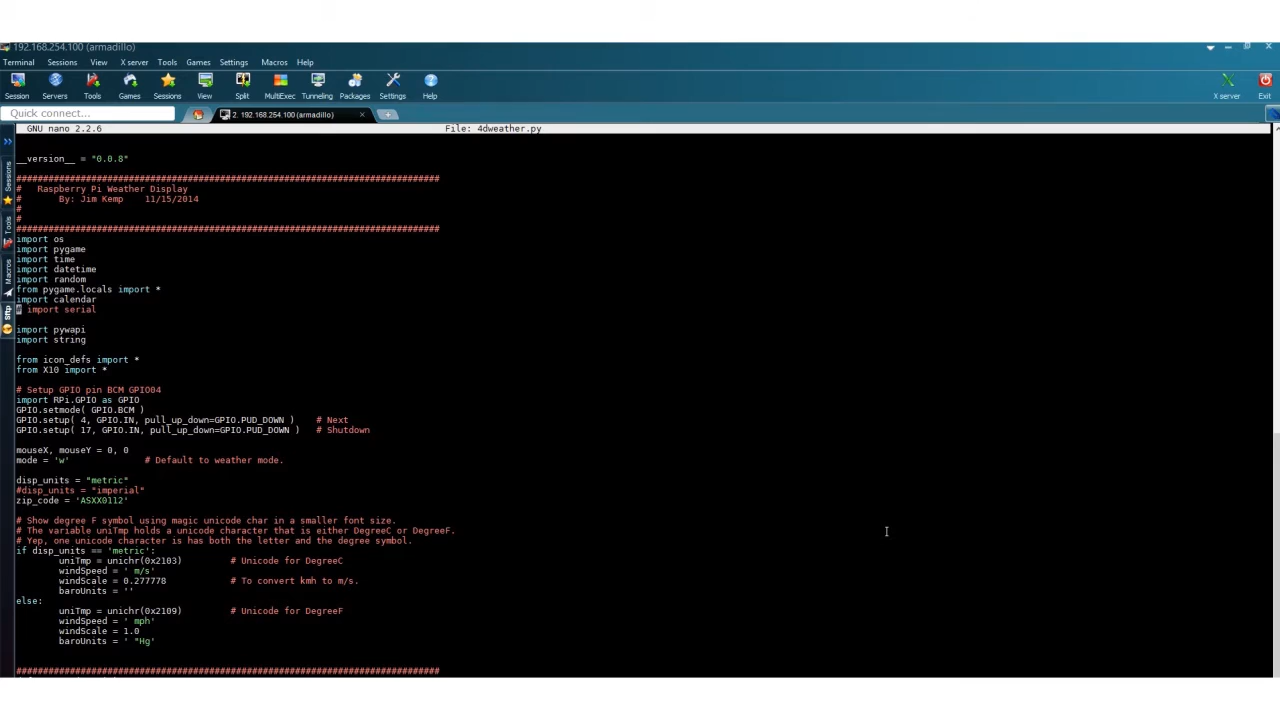 192.168.254.100 (armadillo)
Terminal Sessions View X server Tools Games Settings Macros Help
Session Servers Tools Games Sessions View Split MultiExec Tunneling Packages Settings Help X server Exit
Quick connect... 2. 192.168.254.100 (armadillo)
GNU nano 2.2.6 File: 4dweather.py
Sessions
Tools
Macros
Sftp
__version__ = "0.0.8"
###############################################################################
# Raspberry Pi Weather Display
# By: Jim Kemp 11/15/2014
#
#
###############################################################################
import os
import pygame
import time
import datetime
import random
from pygame.locals import *
import calendar
# import serial
import pywapi
import string
from icon_defs import *
from X10 import *
# Setup GPIO pin BCM GPIO04
import RPi.GPIO as GPIO
GPIO.setmode( GPIO.BCM )
GPIO.setup( 4, GPIO.IN, pull_up_down=GPIO.PUD_DOWN ) # Next
GPIO.setup( 17, GPIO.IN, pull_up_down=GPIO.PUD_DOWN ) # Shutdown
mouseX, mouseY = 0, 0
mode = 'w' # Default to weather mode.
disp_units = "metric"
#disp_units = "imperial"
zip_code = 'ASXX0112'
# Show degree F symbol using magic unicode char in a smaller font size.
# The variable uniTmp holds a unicode character that is either DegreeC or DegreeF.
# Yep, one unicode character is has both the letter and the degree symbol.
if disp_units == 'metric':
uniTmp = unichr(0x2103) # Unicode for DegreeC
windSpeed = ' m/s'
windScale = 0.277778 # To convert kmh to m/s.
baroUnits = ''
else:
uniTmp = unichr(0x2109) # Unicode for DegreeF
windSpeed = ' mph'
windScale = 1.0
baroUnits = ' "Hg'
###############################################################################